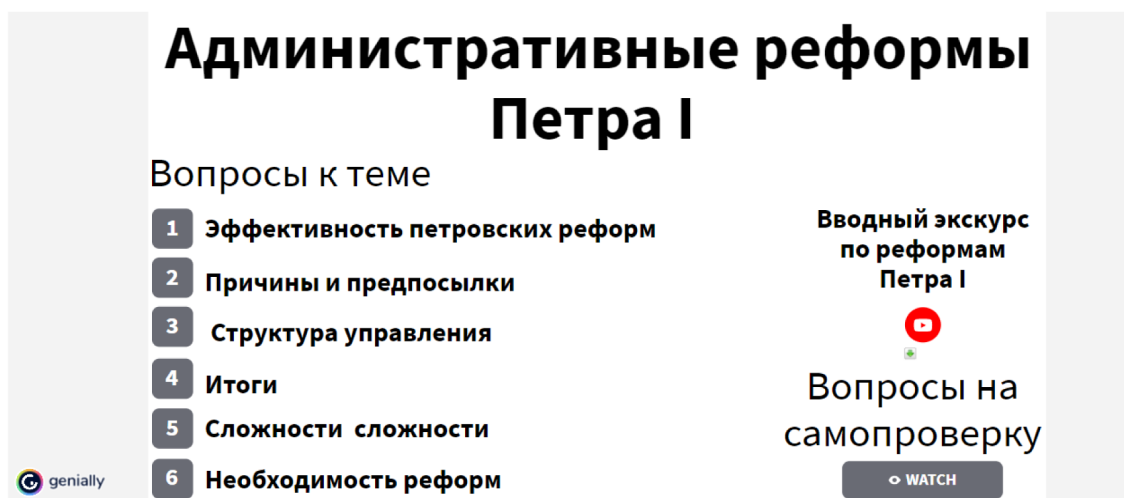 Административные реформы
Петра I
Вопросы к теме
1 Эффективность петровских реформ
2 Причины и предпосылки
3 Структура управления
4 Итоги
5 Сложности сложности
6 Необходимость реформ
Вводный экскурс
по реформам
Петра I
Вопросы на
самопроверку
WATCH
genially